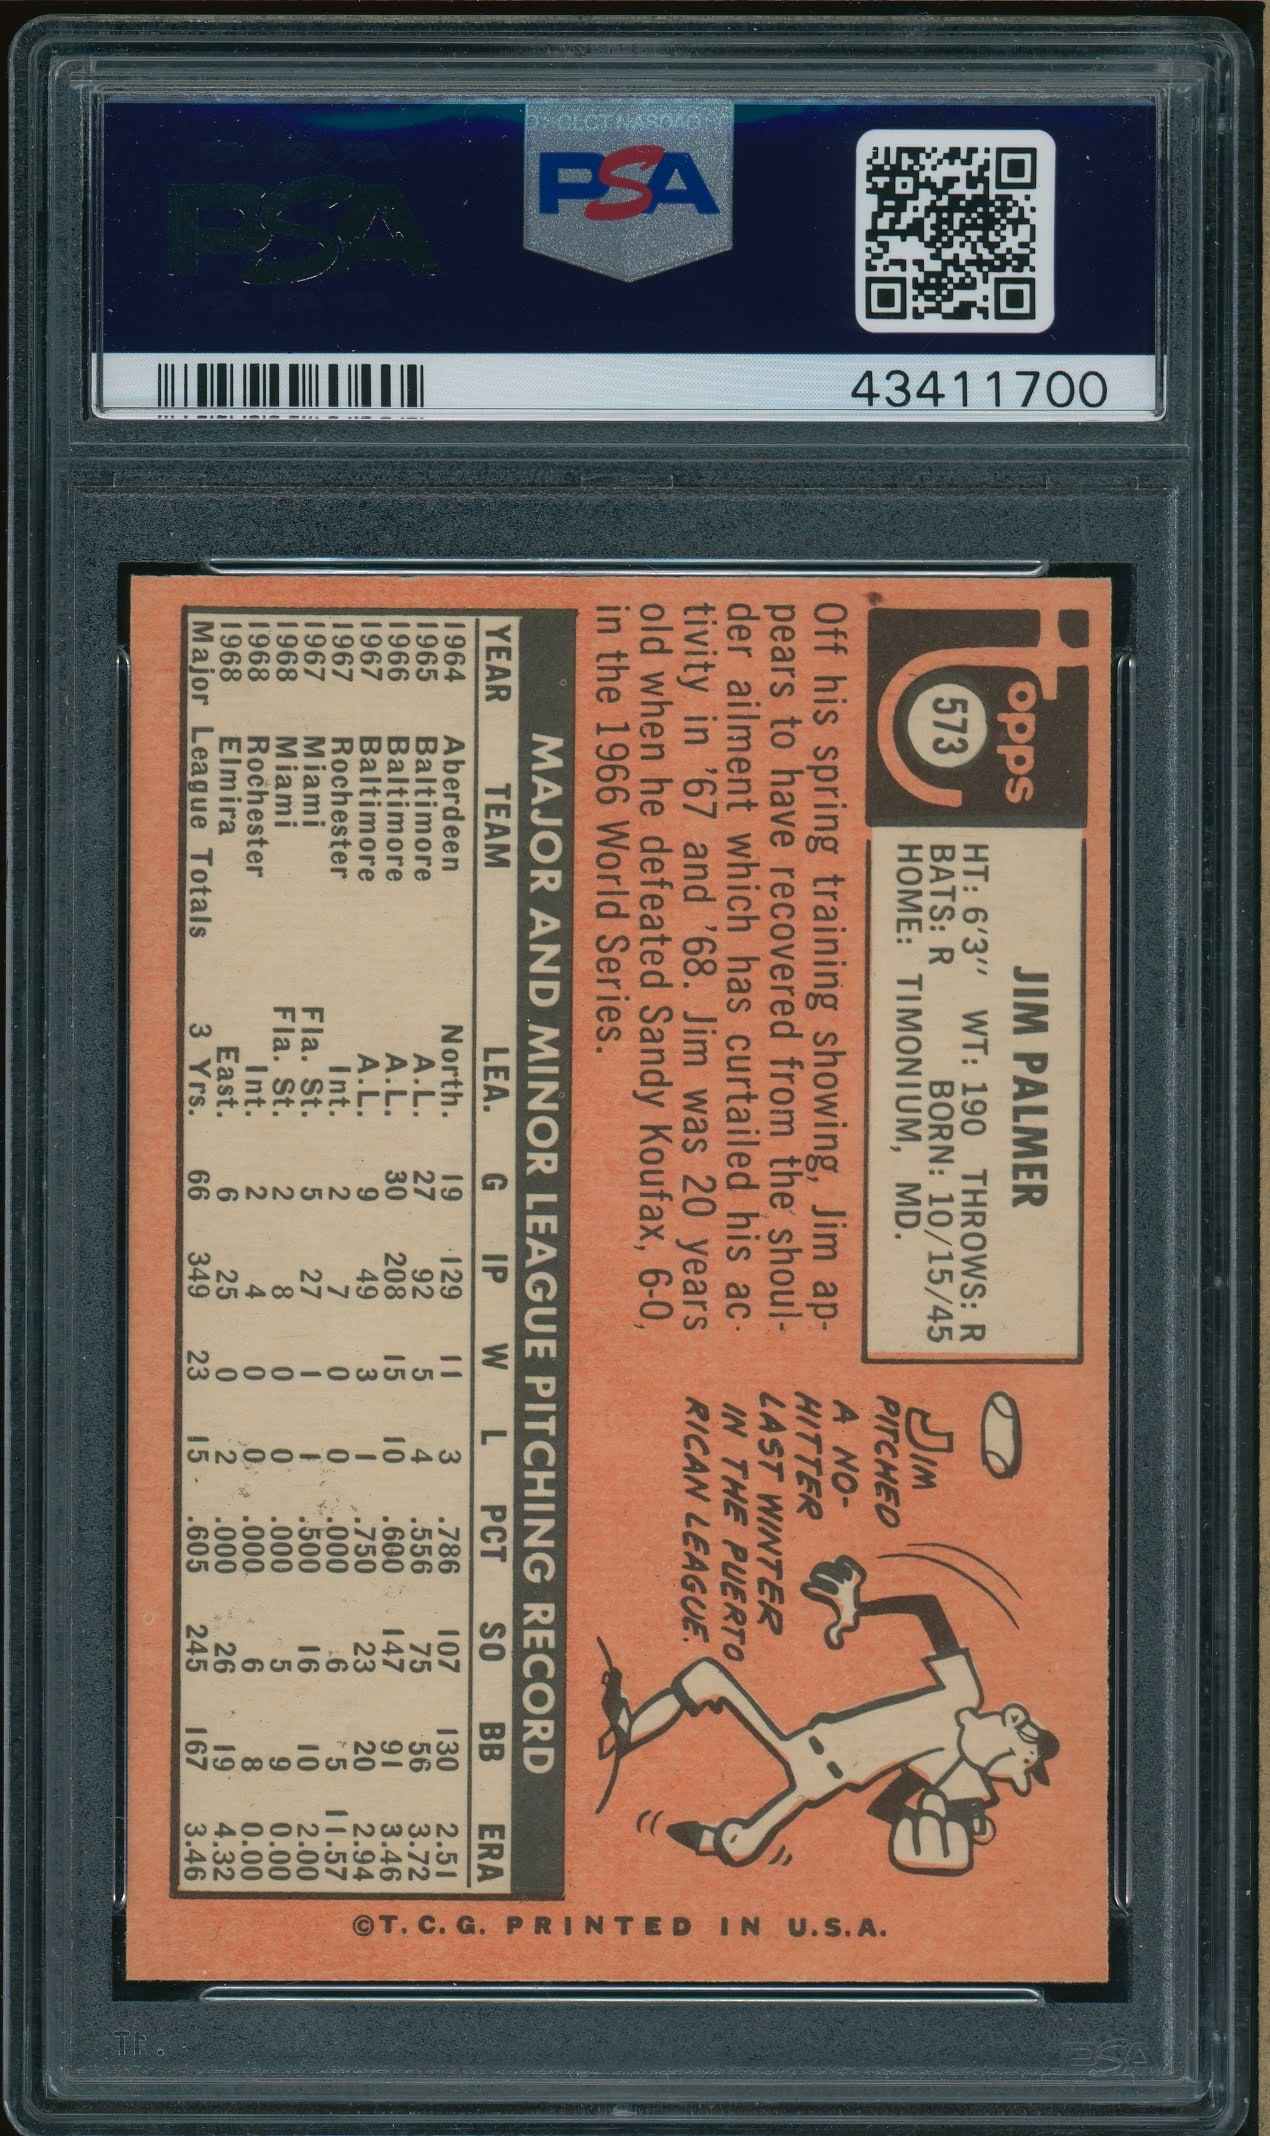 CLCT NASDAQ
PSA
PSA PSA PSA
PSA
PSA PSA PSA
43411700
Topps
573
JIM PALMER
HT: 6'3" WT: 190 THROWS: R
BATS: R BORN: 10/15/45
HOME: TIMONIUM, MD.
Off his spring training showing, Jim ap-
pears to have recovered from the shoul-
der ailment which has curtailed his ac-
tivity in '67 and '68. Jim was 20 years
old when he defeated Sandy Koufax, 6-0,
in the 1966 World Series.
JIM
PITCHED
A NO-
HITTER
LAST WINTER
IN THE PUERTO
RICAN LEAGUE.
MAJOR AND MINOR LEAGUE PITCHING RECORD
YEAR TEAM LEA. G IP W L PCT SO BB ERA
1964 Aberdeen North. 19 129 11 3 .786 107 130 2.51
1965 Baltimore A.L. 27 92 5 4 .556 75 56 3.72
1966 Baltimore A.L. 30 208 15 10 .600 147 91 3.46
1967 Baltimore A.L. 9 49 3 1 .750 23 20 2.94
1967 Rochester Int. 2 7 0 0 .000 6 5 11.57
1967 Miami Fla. St. 5 27 1 1 .500 16 10 2.00
1968 Miami Fla. St. 2 8 0 0 .000 5 9 0.00
1968 Rochester Int. 2 4 0 0 .000 6 8 0.00
1968 Elmira East. 6 25 0 2 .000 26 19 4.32
Major League Totals 3 Yrs. 66 349 23 15 .605 245 167 3.46
©T. C. G. PRINTED IN U.S.A.
PSA